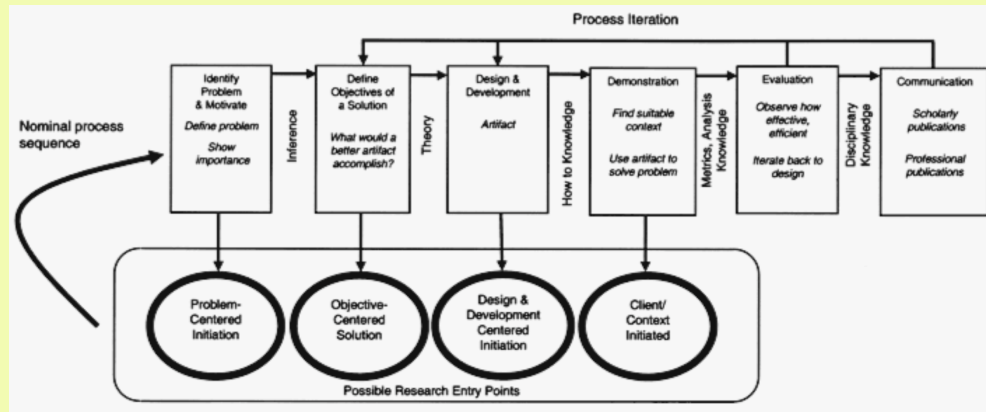 Process Iteration
Nominal process
sequence
Identify
Problem
& Motivate
Define problem
Show
importance
Inference
Define
Objectives of
a Solution
What would a
better artifact
accomplish?
Theory
Design &
Development
Artifact
How to Knowledge
Demonstration
Find suitable
context
Use artifact to
solve problem
Metrics, Analysis
Knowledge
Evaluation
Observe how
effective,
efficient
Iterate back to
design
Disciplinary
Knowledge
Communication
Scholarly
publications
Professional
publications
Problem-
Centered
Initiation
Objective-
Centered
Solution
Design &
Development
Centered
Initiation
Client/
Context
Initiated
Possible Research Entry Points